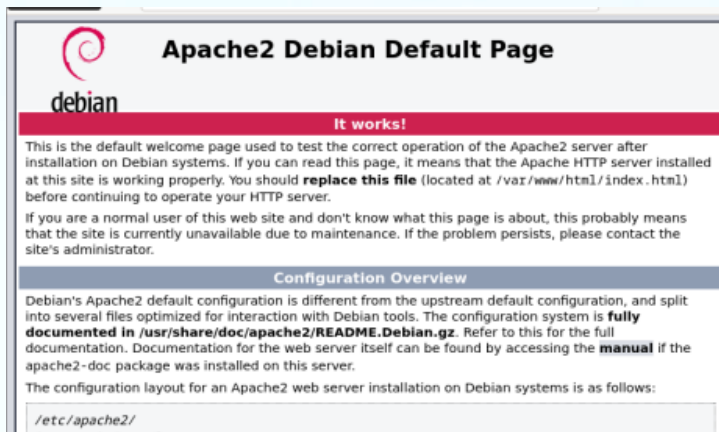 Apache2 Debian Default Page
debian
It works!
This is the default welcome page used to test the correct operation of the Apache2 server after
installation on Debian systems. If you can read this page, it means that the Apache HTTP server installed
at this site is working properly. You should replace this file (located at /var/www/html/index.html)
before continuing to operate your HTTP server.
If you are a normal user of this web site and don't know what this page is about, this probably means
that the site is currently unavailable due to maintenance. If the problem persists, please contact the
site's administrator.
Configuration Overview
Debian's Apache2 default configuration is different from the upstream default configuration, and split
into several files optimized for interaction with Debian tools. The configuration system is fully
documented in /usr/share/doc/apache2/README.Debian.gz. Refer to this for the full
documentation. Documentation for the web server itself can be found by accessing the manual if the
apache2-doc package was installed on this server.
The configuration layout for an Apache2 web server installation on Debian systems is as follows:
/etc/apache2/